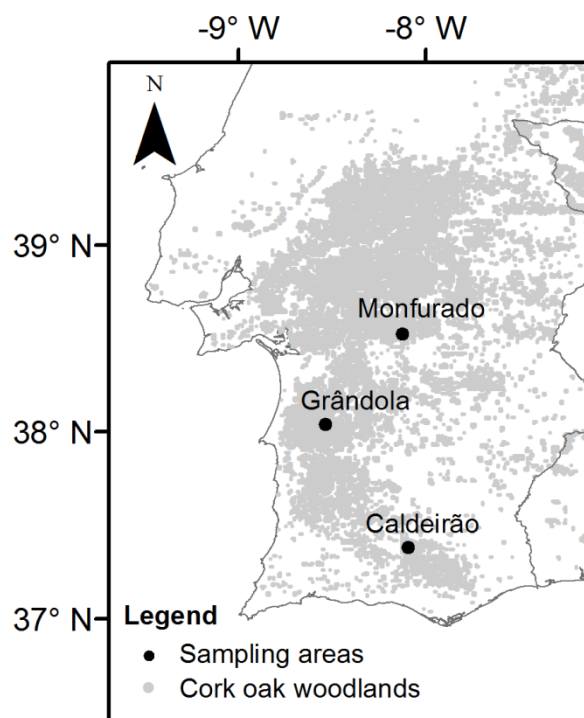 -9° W -8° W
N
39° N
Monfurado
Grândola
38° N
Caldeirão
37° N
Legend
Sampling areas
Cork oak woodlands